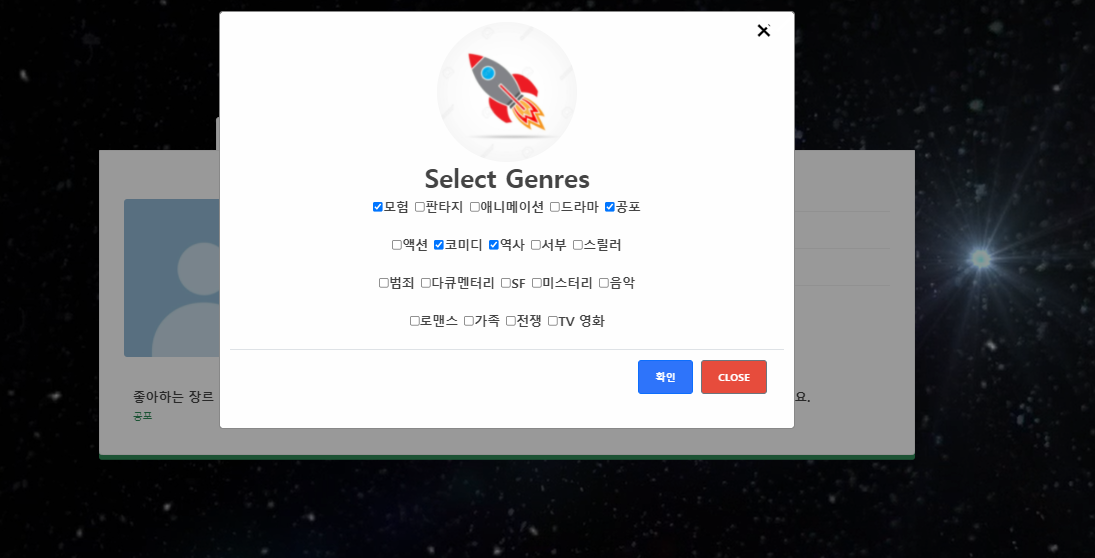 Select Genres
모험 판타지 애니메이션 드라마 공포
액션 코미디 역사 서부 스릴러
범죄 다큐멘터리 SF 미스터리 음악
로맨스 가족 전쟁 TV 영화
확인 CLOSE
좋아하는 장르 요.
공포